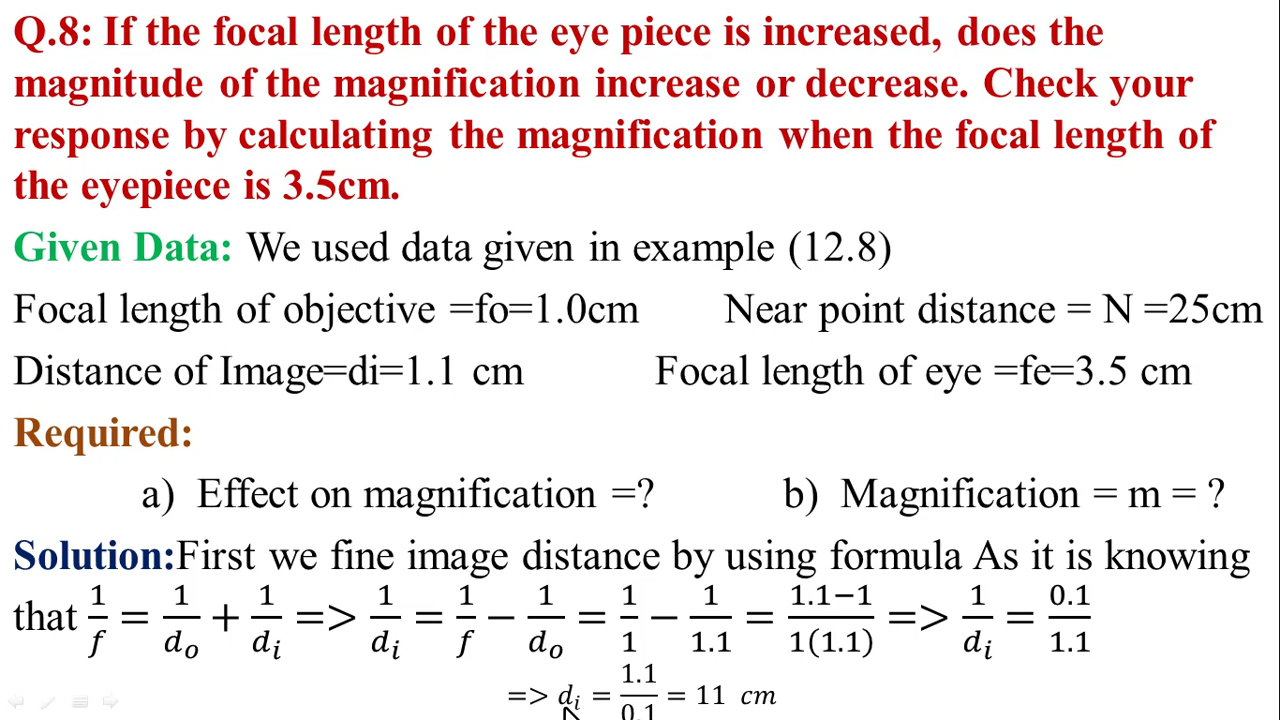 Q.8: If the focal length of the eye piece is increased, does the
magnitude of the magnification increase or decrease. Check your
response by calculating the magnification when the focal length of
the eyepiece is 3.5cm.
Given Data: We used data given in example (12.8)
Focal length of objective =fo=1.0cm Near point distance = N =25cm
Distance of Image=di=1.1 cm Focal length of eye =fe=3.5 cm
Required:
a) Effect on magnification =? b) Magnification = m = ?
Solution:First we fine image distance by using formula As it is knowing
that 1/f = 1/dₒ + 1/dᵢ => 1/dᵢ = 1/f − 1/dₒ = 1/1 − 1/1.1 = 1.1−1/1(1.1) => 1/dᵢ = 0.1/1.1
=> dᵢ = 1.1/0.1 = 11 cm